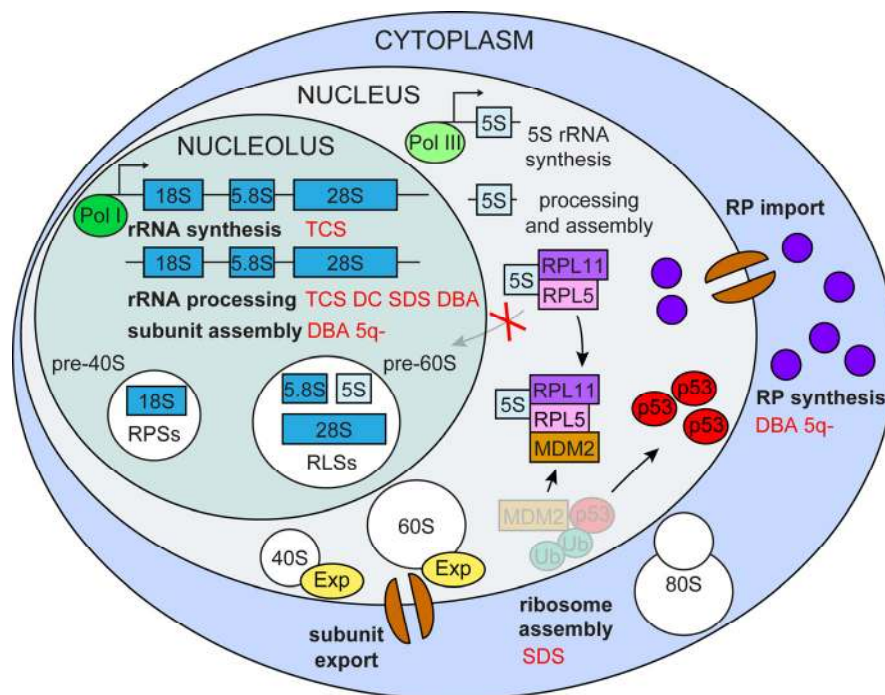 CYTOPLASM
NUCLEUS
NUCLEOLUS
Pol III
5S
5S rRNA
synthesis
Pol I
18S
5.8S
28S
rRNA synthesis TCS
5S
processing
and assembly
18S
5.8S
28S
rRNA processing TCS DC SDS DBA
subunit assembly DBA 5q-
5S
RPL11
RPL5
RP import
pre-40S
pre-60S
18S
RPSs
5.8S
5S
28S
RLSs
5S
RPL11
RPL5
MDM2
p53
p53
p53
RP synthesis
DBA 5q-
MDM2
p53
Ub
Ub
40S
Exp
60S
Exp
80S
subunit
export
ribosome
assembly
SDS